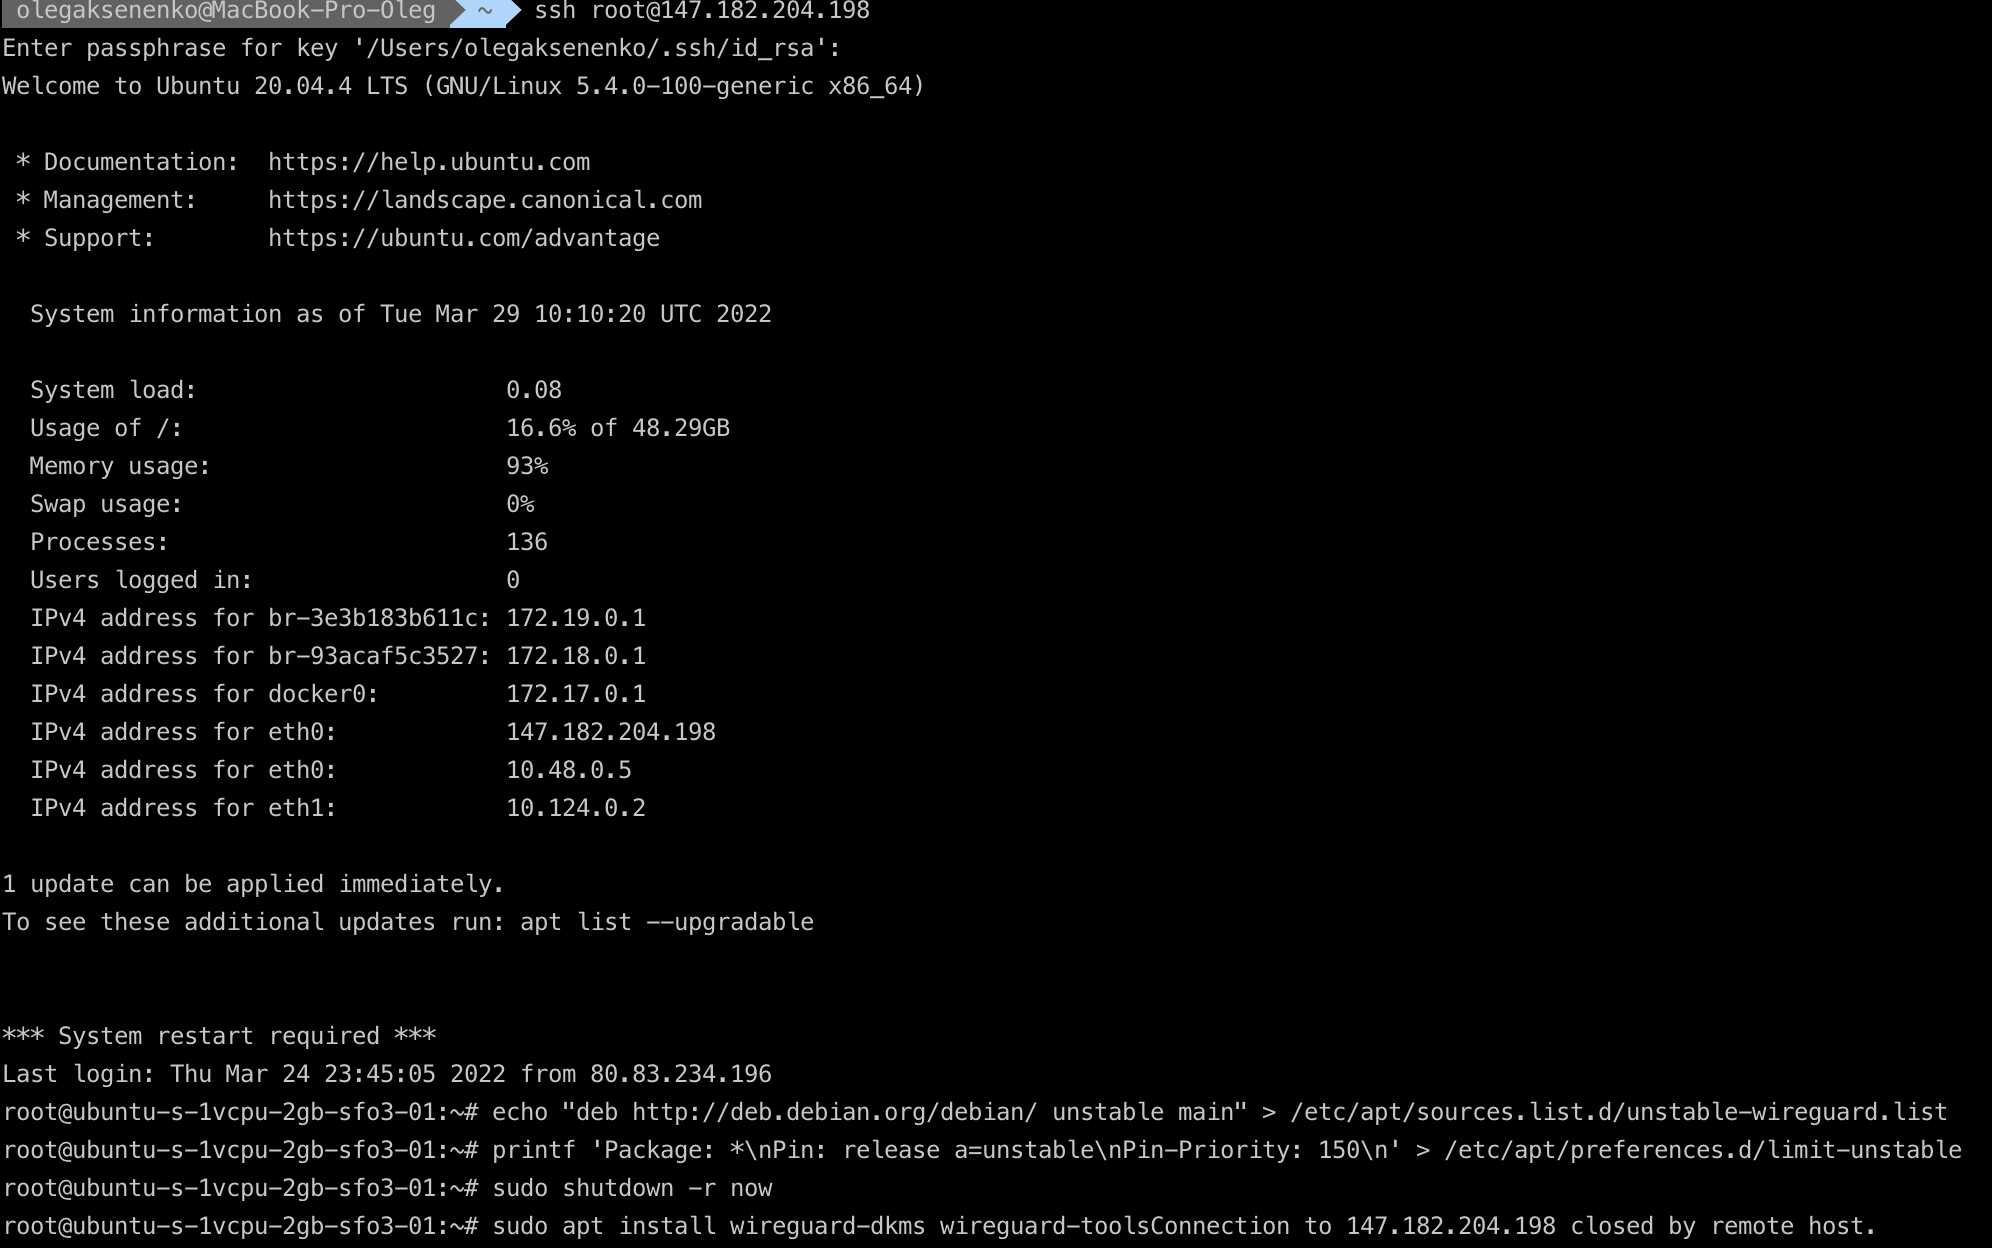 olegaksenenko@MacBook-Pro-Oleg ~ ssh root@147.182.204.198
Enter passphrase for key '/Users/olegaksenenko/.ssh/id_rsa':
Welcome to Ubuntu 20.04.4 LTS (GNU/Linux 5.4.0-100-generic x86_64)
* Documentation:  https://help.ubuntu.com
* Management:     https://landscape.canonical.com
* Support:        https://ubuntu.com/advantage
System information as of Tue Mar 29 10:10:20 UTC 2022
System load:                      0.08
Usage of /:                       16.6% of 48.29GB
Memory usage:                     93%
Swap usage:                       0%
Processes:                        136
Users logged in:                  0
IPv4 address for br-3e3b183b611c: 172.19.0.1
IPv4 address for br-93acaf5c3527: 172.18.0.1
IPv4 address for docker0:         172.17.0.1
IPv4 address for eth0:            147.182.204.198
IPv4 address for eth0:            10.48.0.5
IPv4 address for eth1:            10.124.0.2
1 update can be applied immediately.
To see these additional updates run: apt list --upgradable
*** System restart required ***
Last login: Thu Mar 24 23:45:05 2022 from 80.83.234.196
root@ubuntu-s-1vcpu-2gb-sfo3-01:~# echo "deb http://deb.debian.org/debian/ unstable main" > /etc/apt/sources.list.d/unstable-wireguard.list
root@ubuntu-s-1vcpu-2gb-sfo3-01:~# printf 'Package: *\nPin: release a=unstable\nPin-Priority: 150\n' > /etc/apt/preferences.d/limit-unstable
root@ubuntu-s-1vcpu-2gb-sfo3-01:~# sudo shutdown -r now
root@ubuntu-s-1vcpu-2gb-sfo3-01:~# sudo apt install wireguard-dkms wireguard-toolsConnection to 147.182.204.198 closed by remote host.